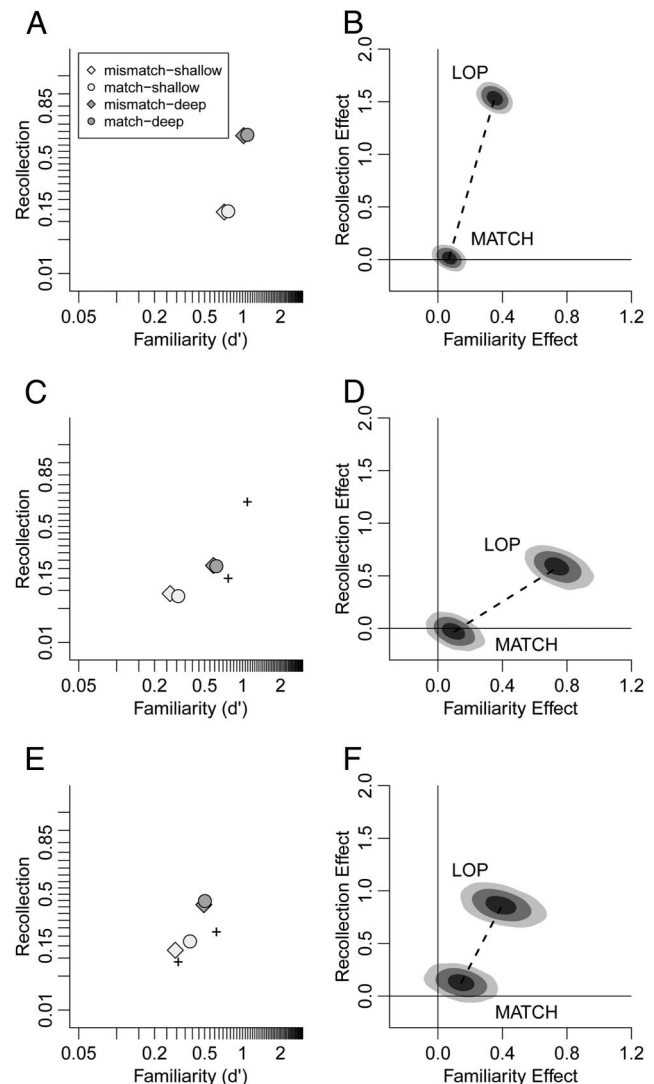 A
mismatch−shallow
match−shallow
mismatch−deep
match−deep
Recollection
0.01 0.15 0.5 0.85
0.05 0.2 0.5 1 2
Familiarity (d')
B
LOP
MATCH
Recollection Effect
0.0 0.5 1.0 1.5 2.0
0.0 0.4 0.8 1.2
Familiarity Effect
C
Recollection
0.01 0.15 0.5 0.85
0.05 0.2 0.5 1 2
Familiarity (d')
D
LOP
MATCH
Recollection Effect
0.0 0.5 1.0 1.5 2.0
0.0 0.4 0.8 1.2
Familiarity Effect
E
Recollection
0.01 0.15 0.5 0.85
0.05 0.2 0.5 1 2
Familiarity (d')
F
LOP
MATCH
Recollection Effect
0.0 0.5 1.0 1.5 2.0
0.0 0.4 0.8 1.2
Familiarity Effect